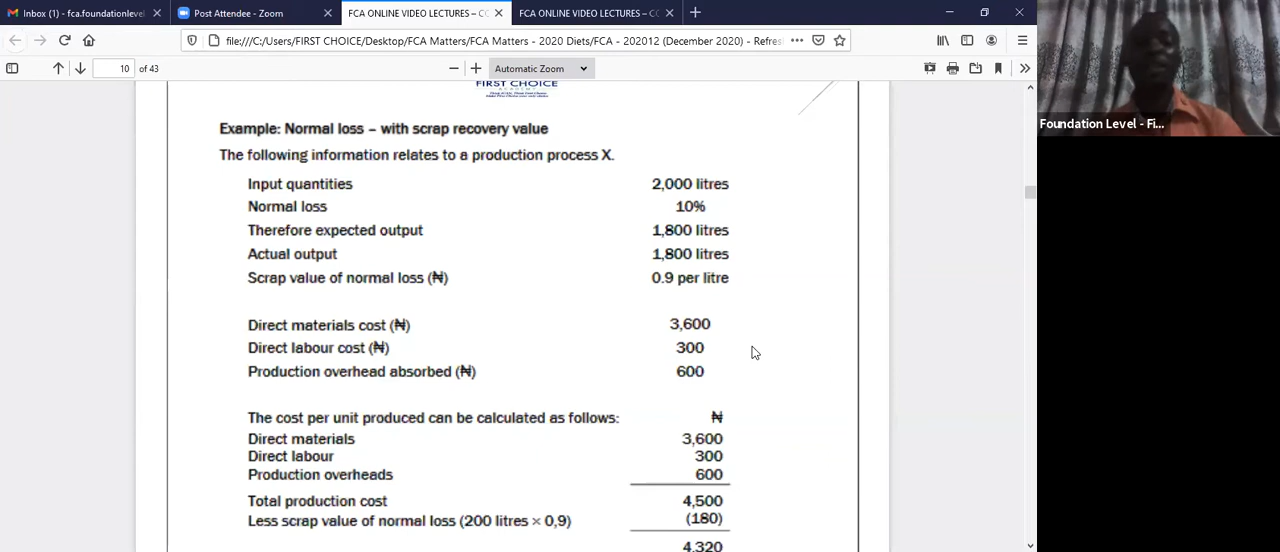 Inbox (1) - fca.foundationlevel
Post Attendee - Zoom
FCA ONLINE VIDEO LECTURES – CO
FCA ONLINE VIDEO LECTURES – CO
file:///C:/Users/FIRST CHOICE/Desktop/FCA Matters/FCA Matters - 2020 Diets/FCA - 202012 (December 2020) - Refres
10 of 43
Automatic Zoom
Foundation Level - Fi...
FIRST CHOICE
Example: Normal loss – with scrap recovery value
The following information relates to a production process X.
Input quantities 2,000 litres
Normal loss 10%
Therefore expected output 1,800 litres
Actual output 1,800 litres
Scrap value of normal loss (₦) 0.9 per litre
Direct materials cost (₦) 3,600
Direct labour cost (₦) 300
Production overhead absorbed (₦) 600
The cost per unit produced can be calculated as follows: ₦
Direct materials 3,600
Direct labour 300
Production overheads 600
Total production cost 4,500
Less scrap value of normal loss (200 litres × 0,9) (180)
4,320